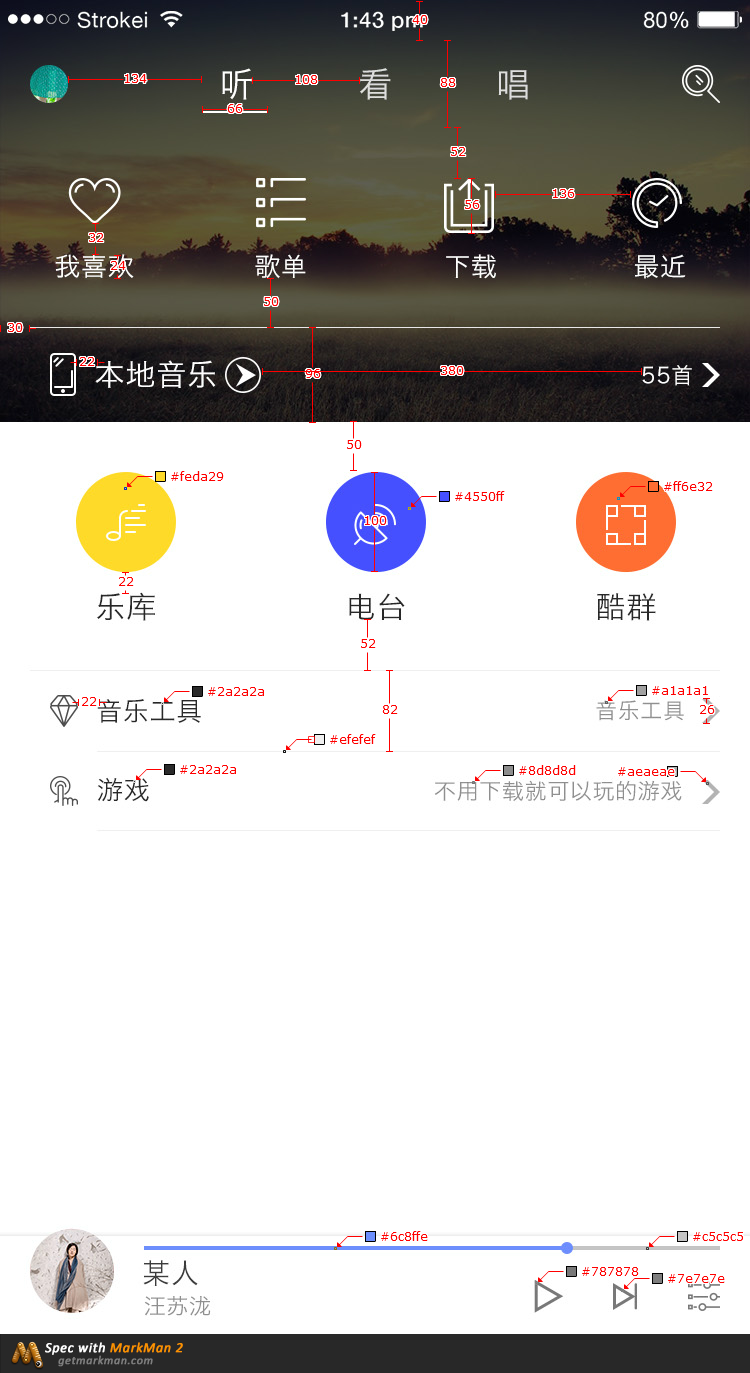 Strokei 1:43 pm 80%
40
134 听 108 看 88 唱
66
52
56 136
32
我喜欢 24 歌单 下载 最近
50
30
22 本地音乐 96 380 55首
50
#feda29 #4550ff #ff6e32
100
22
乐库 电台 酷群
52
22 音乐工具 #2a2a2a 82 音乐工具 #a1a1a1 26
#efefef
游戏 #2a2a2a 不用下载就可以玩的游戏 #8d8d8d #aeaeae
#6c8ffe #c5c5c5
某人 #787878 #7e7e7e
汪苏泷
Spec with MarkMan 2
getmarkman.com